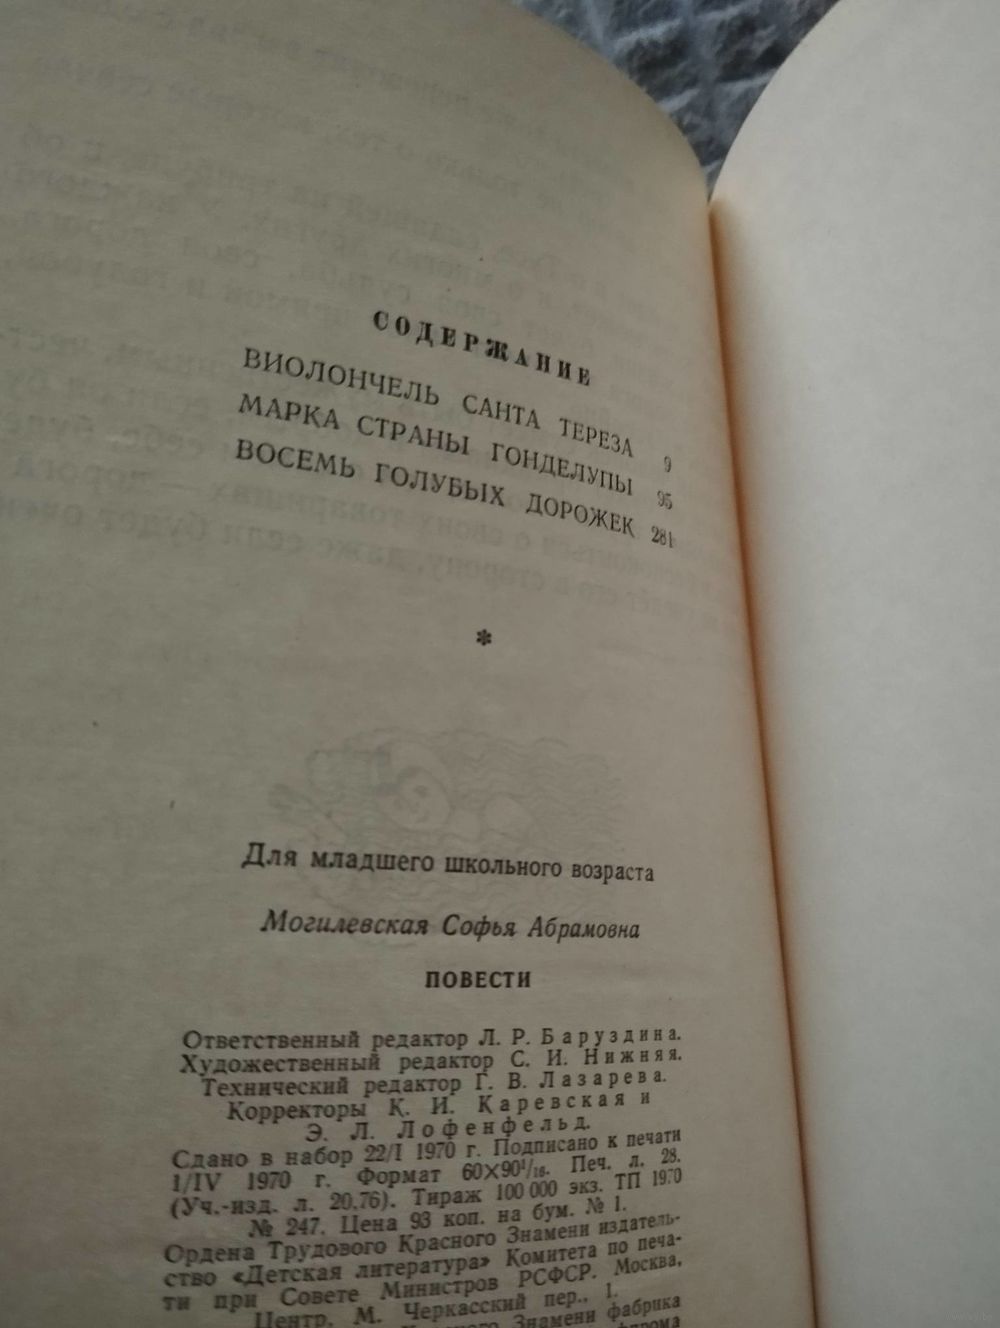 СОДЕРЖАНИЕ
ВИОЛОНЧЕЛЬ САНТА ТЕРЕЗА 9
МАРКА СТРАНЫ ГОНДЕЛУПЫ 95
ВОСЕМЬ ГОЛУБЫХ ДОРОЖЕК 281
*
Для младшего школьного возраста
Могилевская Софья Абрамовна
ПОВЕСТИ
Ответственный редактор Л. Р. Баруздина.
Художественный редактор С. И. Нижняя.
Технический редактор Г. В. Лазарева.
Корректоры К. И. Каревская и
Э. Л. Лофенфельд.
Сдано в набор 22/I 1970 г. Подписано к печати
1/IV 1970 г. Формат 60×90¹/₁₆. Печ. л. 28.
(Уч.-изд. л. 20,76). Тираж 100 000 экз. ТП 1970
№ 247. Цена 93 коп. на бум. № 1.
Ордена Трудового Красного Знамени издатель-
ство «Детская литература» Комитета по печа-
ти при Совете Министров РСФСР. Москва,
Центр, М. Черкасский пер., 1.
Знамени фабрика